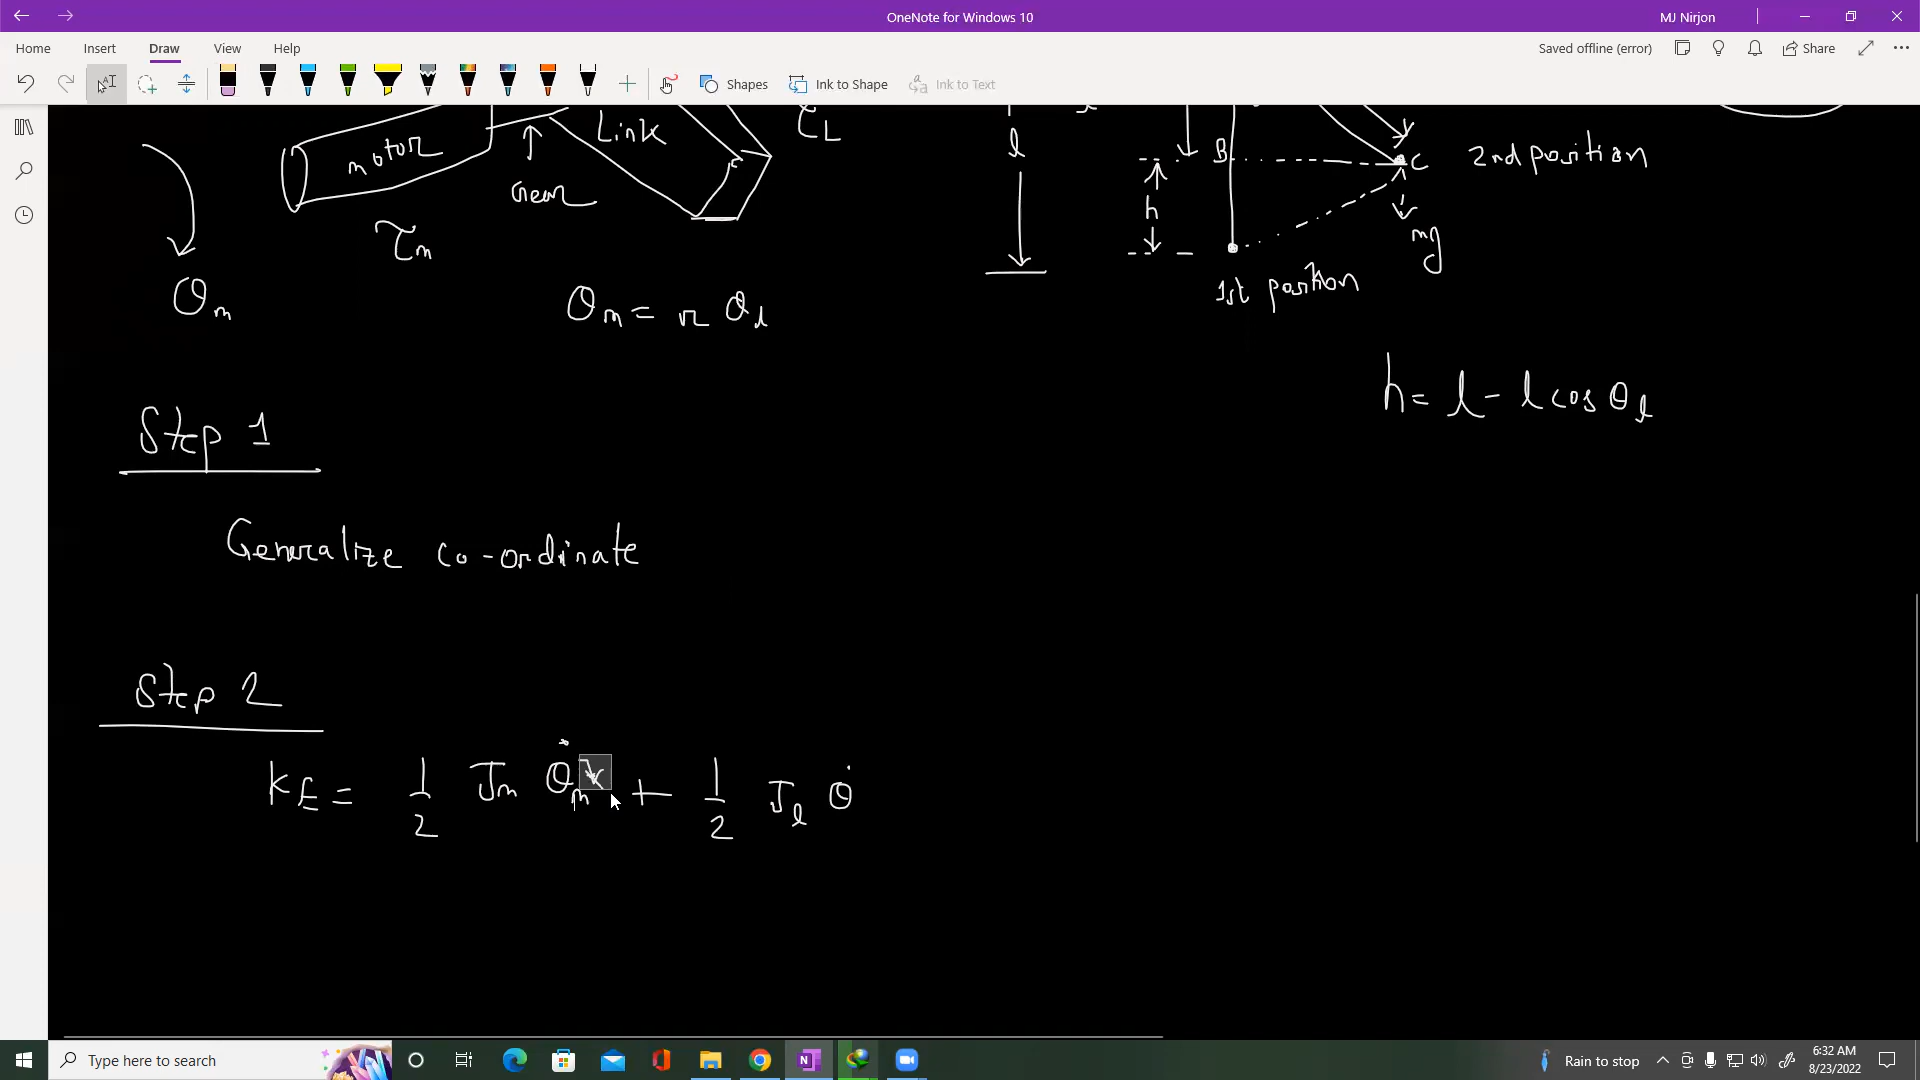 OneNote for Windows 10
MJ Nirjon
Home Insert Draw View Help
Saved offline (error) Share
Shapes Ink to Shape Ink to Text
motor
Link
Gear
τm
τL
θm
θm = r θl
l
B
C
h
mg
2nd position
1st position
h = l - l cos θl
Step 1
Generalize co-ordinate
Step 2
KE = 1/2 Jm θ̇m + 1/2 Jl θ̇
Type here to search
Rain to stop
6:32 AM
8/23/2022